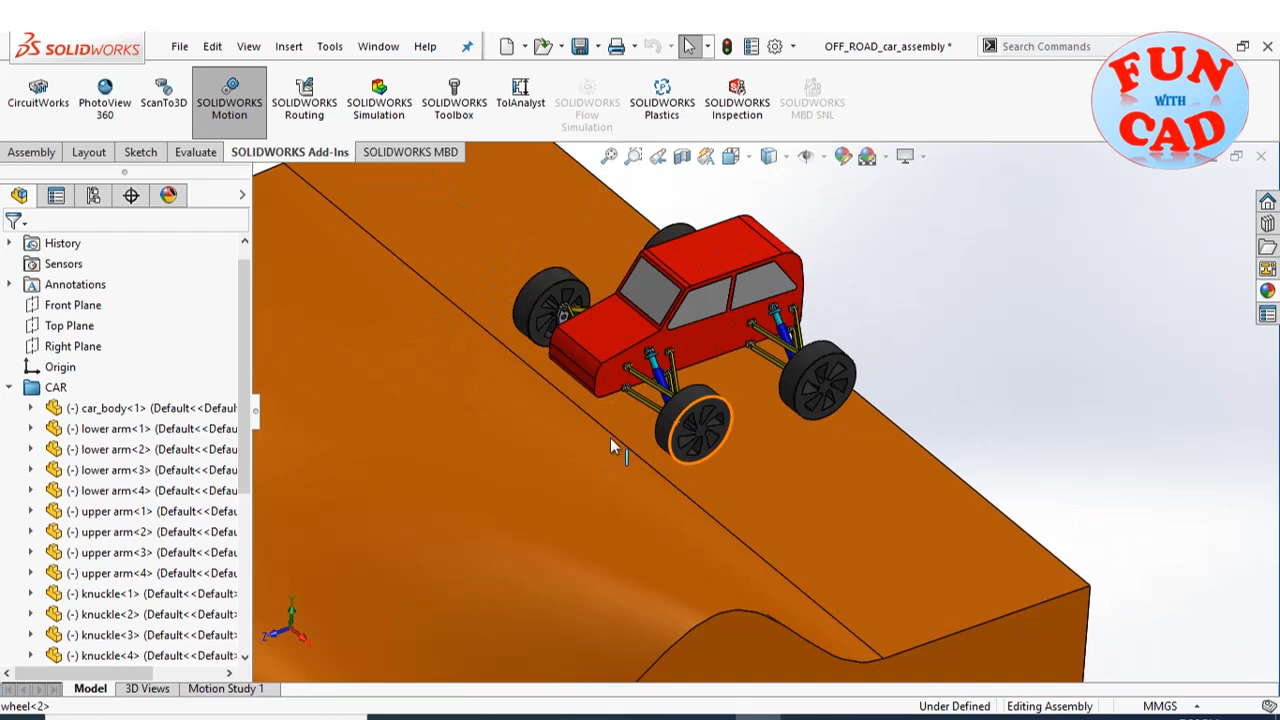 SOLIDWORKS
File Edit View Insert Tools Window Help
OFF_ROAD_car_assembly *
Search Commands
FUN
WITH
CAD
CircuitWorks
PhotoView
360
ScanTo3D
SOLIDWORKS
Motion
SOLIDWORKS
Routing
SOLIDWORKS
Simulation
SOLIDWORKS
Toolbox
TolAnalyst
SOLIDWORKS
Flow
Simulation
SOLIDWORKS
Plastics
SOLIDWORKS
Inspection
SOLIDWORKS
MBD SNL
Assembly Layout Sketch Evaluate SOLIDWORKS Add-Ins SOLIDWORKS MBD
History
Sensors
Annotations
Front Plane
Top Plane
Right Plane
Origin
CAR
(-) car_body<1> (Default<<Defaul
(-) lower arm<1> (Default<<Defau
(-) lower arm<2> (Default<<Defau
(-) lower arm<3> (Default<<Defau
(-) lower arm<4> (Default<<Defau
(-) upper arm<1> (Default<<Defau
(-) upper arm<2> (Default<<Defau
(-) upper arm<3> (Default<<Defau
(-) upper arm<4> (Default<<Defau
(-) knuckle<1> (Default<<Default>
(-) knuckle<2> (Default<<Default>
(-) knuckle<3> (Default<<Default>
(-) knuckle<4> (Default<<Default>
Y
Z
Model 3D Views Motion Study 1
wheel<2>
Under Defined Editing Assembly MMGS